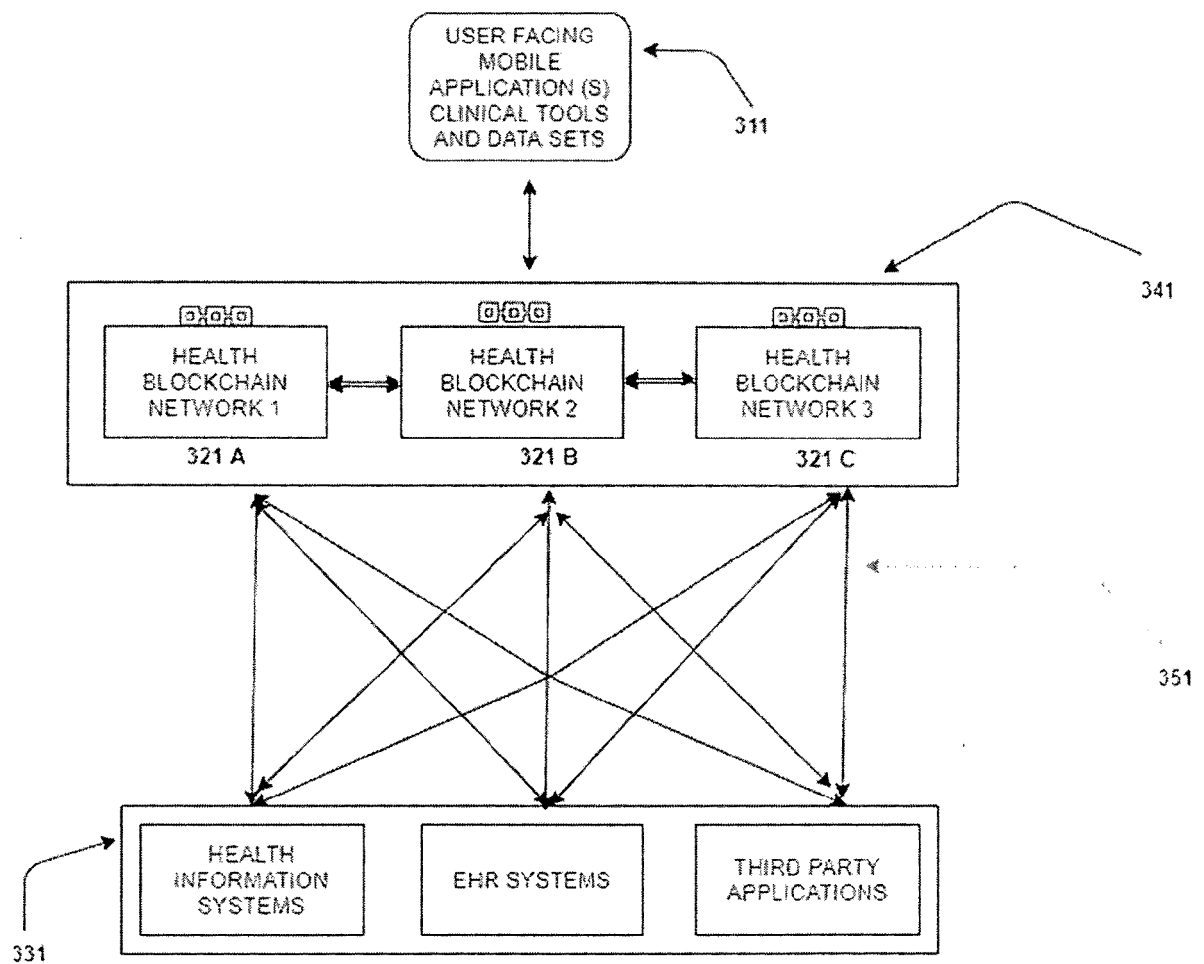 USER FACING
MOBILE
APPLICATION (S)
CLINICAL TOOLS
AND DATA SETS
311
341
HEALTH
BLOCKCHAIN
NETWORK 1
HEALTH
BLOCKCHAIN
NETWORK 2
HEALTH
BLOCKCHAIN
NETWORK 3
321 A
321 B
321 C
351
HEALTH
INFORMATION
SYSTEMS
EHR SYSTEMS
THIRD PARTY
APPLICATIONS
331